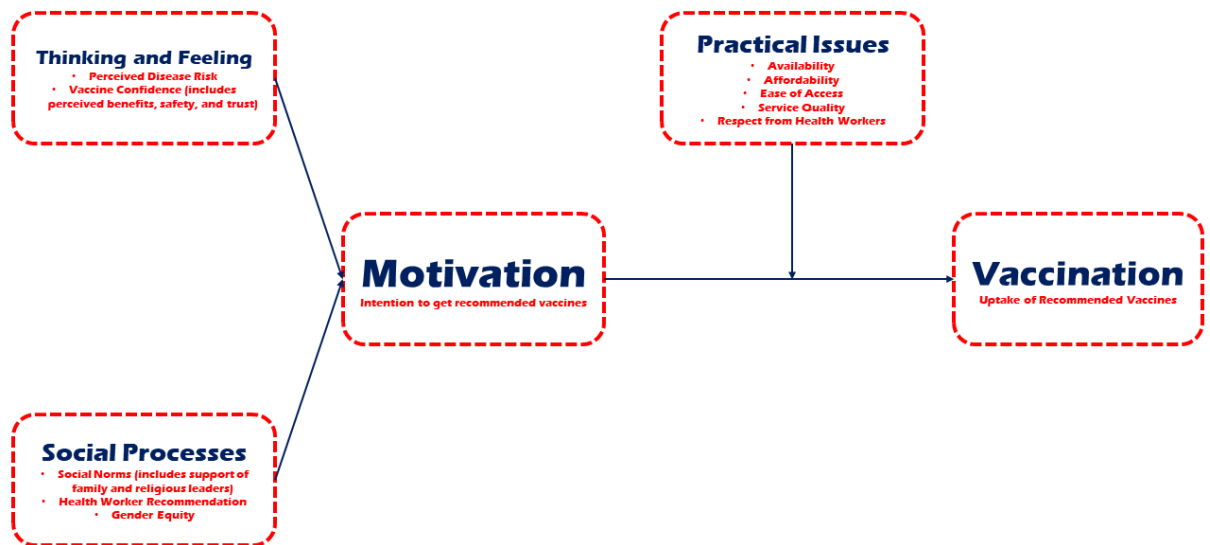 Thinking and Feeling
• Perceived Disease Risk
• Vaccine Confidence (includes
perceived benefits, safety, and trust)
Practical Issues
• Availability
• Affordability
• Ease of Access
• Service Quality
• Respect from Health Workers
Motivation
Intention to get recommended vaccines
Vaccination
Uptake of Recommended Vaccines
Social Processes
• Social Norms (includes support of
family and religious leaders)
• Health Worker Recommendation
• Gender Equity